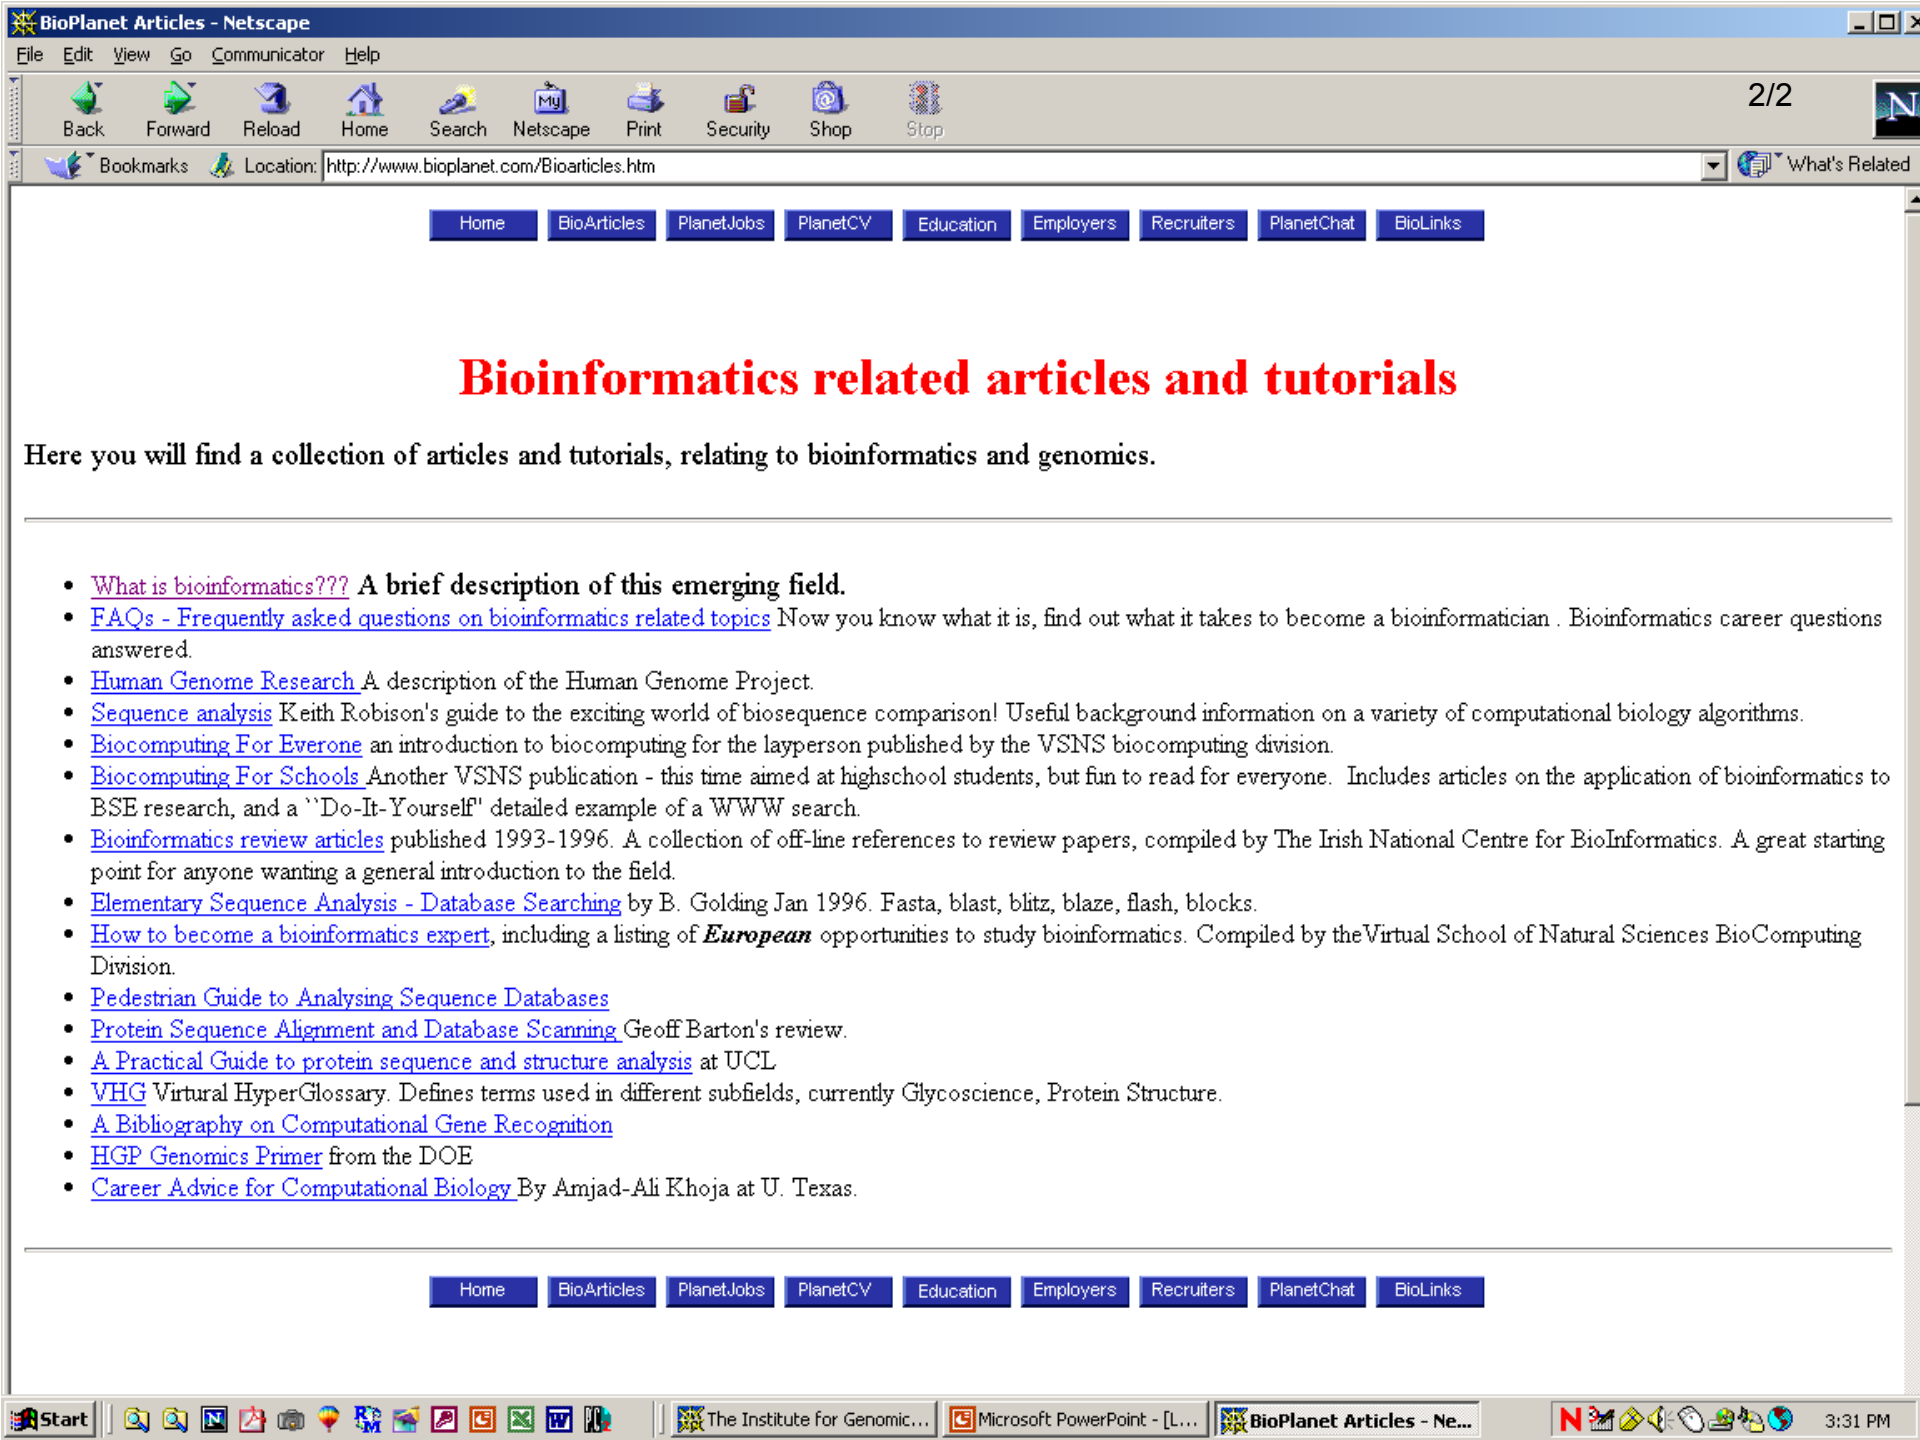 BioPlanet Articles - Netscape
File Edit View Go Communicator Help
2/2
Back Forward Reload Home Search Netscape Print Security Shop Stop
Bookmarks Location: http://www.bioplanet.com/Bioarticles.htm What's Related
Home BioArticles PlanetJobs PlanetCV Education Employers Recruiters PlanetChat BioLinks
Bioinformatics related articles and tutorials
Here you will find a collection of articles and tutorials, relating to bioinformatics and genomics.
What is bioinformatics??? A brief description of this emerging field.
FAQs - Frequently asked questions on bioinformatics related topics Now you know what it is, find out what it takes to become a bioinformatician . Bioinformatics career questions
answered.
Human Genome Research A description of the Human Genome Project.
Sequence analysis Keith Robison's guide to the exciting world of biosequence comparison! Useful background information on a variety of computational biology algorithms.
Biocomputing For Everone an introduction to biocomputing for the layperson published by the VSNS biocomputing division.
Biocomputing For Schools Another VSNS publication - this time aimed at highschool students, but fun to read for everyone. Includes articles on the application of bioinformatics to
BSE research, and a ``Do-It-Yourself'' detailed example of a WWW search.
Bioinformatics review articles published 1993-1996. A collection of off-line references to review papers, compiled by The Irish National Centre for BioInformatics. A great starting
point for anyone wanting a general introduction to the field.
Elementary Sequence Analysis - Database Searching by B. Golding Jan 1996. Fasta, blast, blitz, blaze, flash, blocks.
How to become a bioinformatics expert, including a listing of European opportunities to study bioinformatics. Compiled by theVirtual School of Natural Sciences BioComputing
Division.
Pedestrian Guide to Analysing Sequence Databases
Protein Sequence Alignment and Database Scanning Geoff Barton's review.
A Practical Guide to protein sequence and structure analysis at UCL
VHG Virtural HyperGlossary. Defines terms used in different subfields, currently Glycoscience, Protein Structure.
A Bibliography on Computational Gene Recognition
HGP Genomics Primer from the DOE
Career Advice for Computational Biology By Amjad-Ali Khoja at U. Texas.
Home BioArticles PlanetJobs PlanetCV Education Employers Recruiters PlanetChat BioLinks
Start The Institute for Genomic... Microsoft PowerPoint - [L... BioPlanet Articles - Ne... 3:31 PM